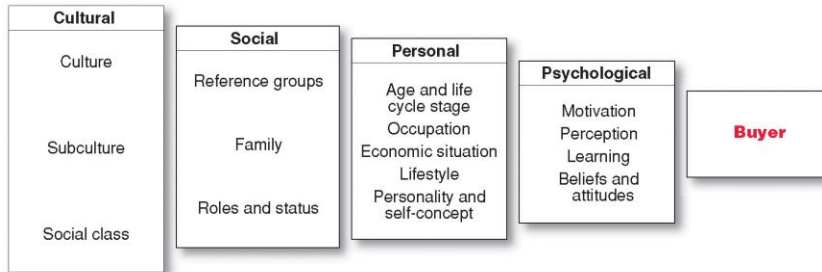 Cultural
Culture
Subculture
Social class
Social
Reference groups
Family
Roles and status
Personal
Age and life
cycle stage
Occupation
Economic situation
Lifestyle
Personality and
self-concept
Psychological
Motivation
Perception
Learning
Beliefs and
attitudes
Buyer